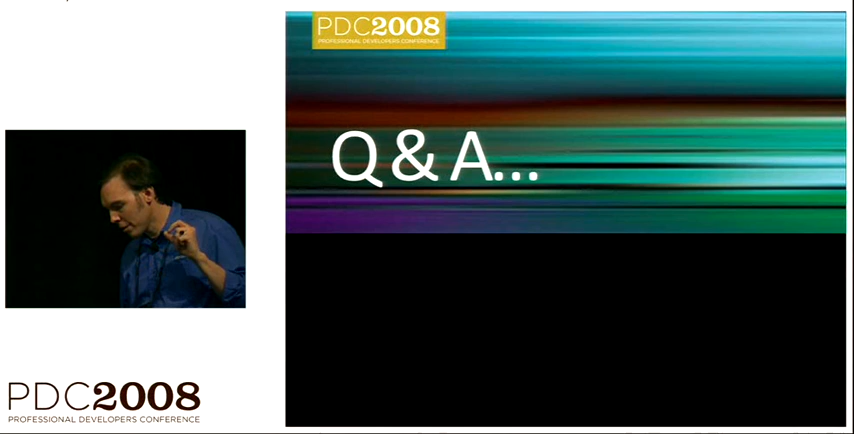 PDC2008
PROFESSIONAL DEVELOPERS CONFERENCE
Q & A...
PDC2008
PROFESSIONAL DEVELOPERS CONFERENCE